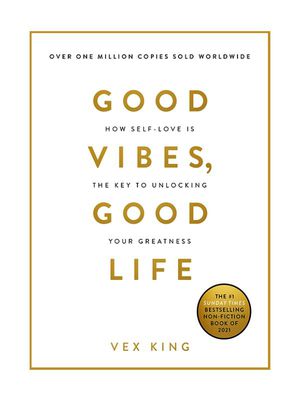 OVER ONE MILLION COPIES SOLD WORLDWIDE
GOOD
HOW SELF-LOVE IS
VIBES,
THE KEY TO UNLOCKING
GOOD
YOUR GREATNESS
LIFE
THE #1
SUNDAY TIMES
BESTSELLING
NON-FICTION
BOOK OF
2021
VEX KING